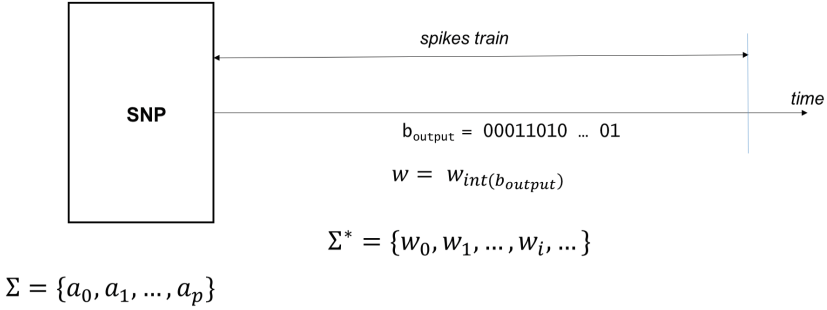 spikes train
time
SNP
b_output = 00011010 … 01
w = w_int(b_output)
Σ* = {w_0, w_1, …, w_i, …}
Σ = {a_0, a_1, …, a_p}